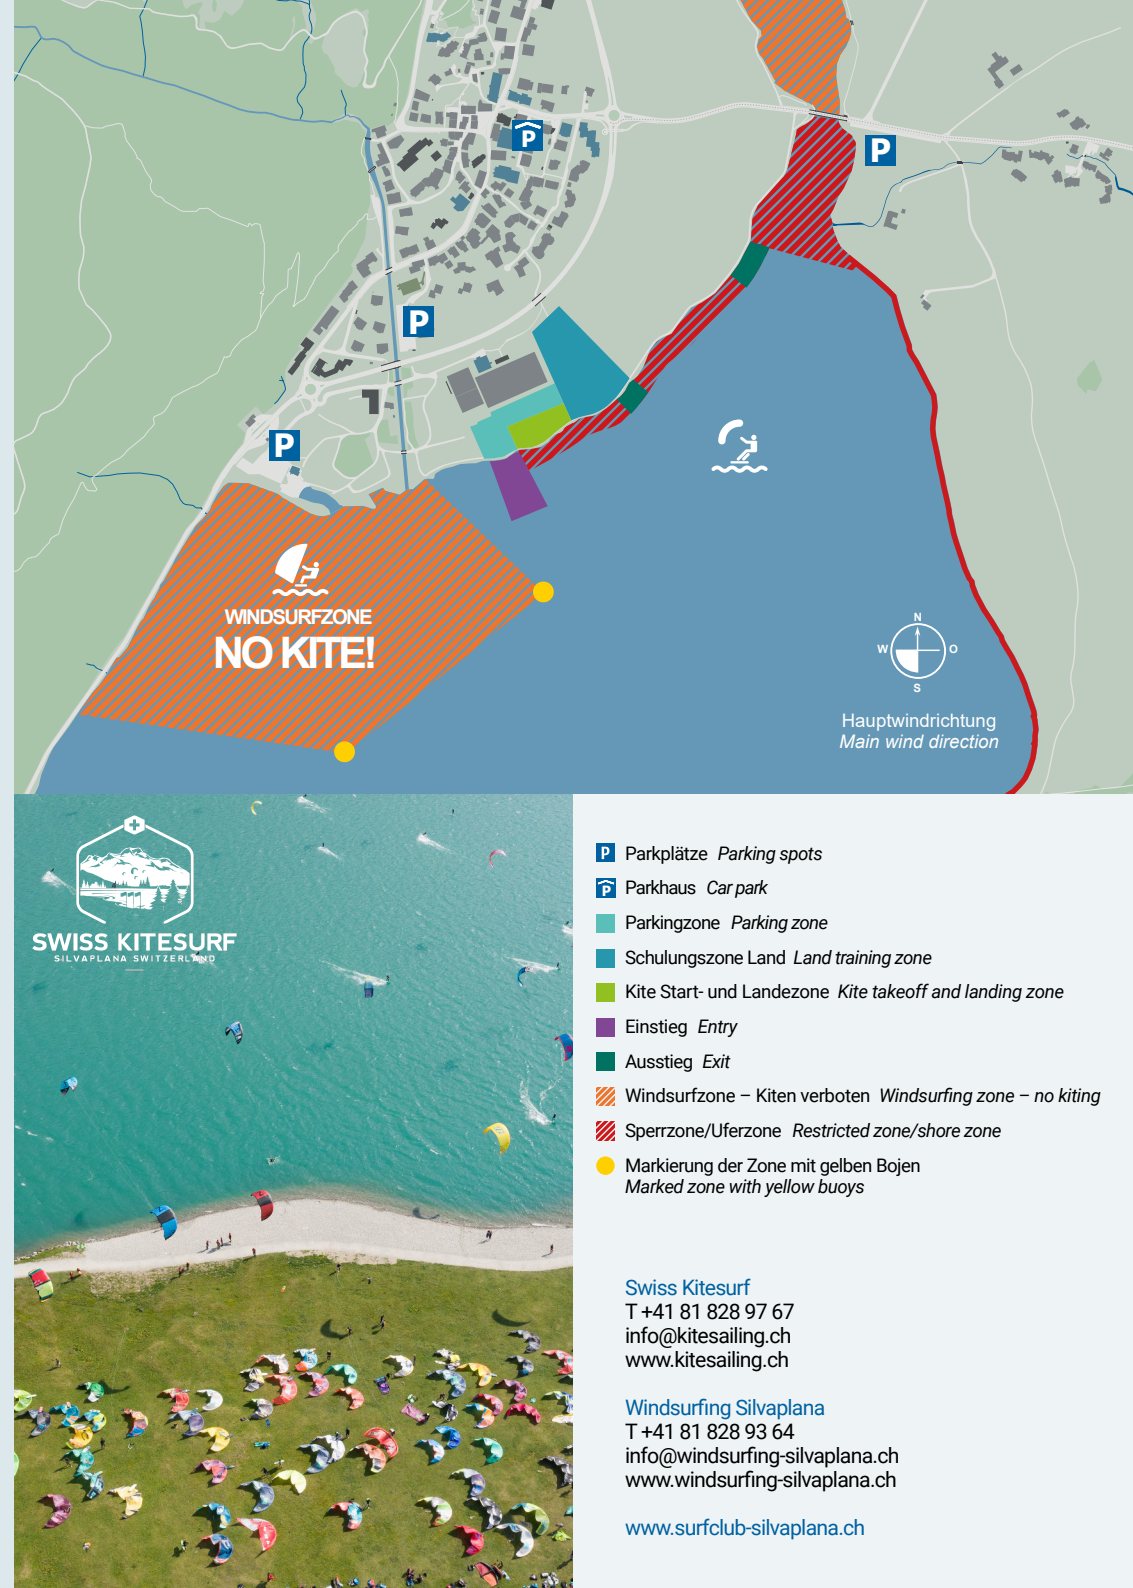 P
P
P
P
WINDSURFZONE
NO KITE!
N
W O
S
Hauptwindrichtung
Main wind direction
SWISS KITESURF
SILVAPLANA SWITZERLAND
P Parkplätze Parking spots
P Parkhaus Car park
Parkingzone Parking zone
Schulungszone Land Land training zone
Kite Start- und Landezone Kite takeoff and landing zone
Einstieg Entry
Ausstieg Exit
Windsurfzone – Kiten verboten Windsurfing zone – no kiting
Sperrzone/Uferzone Restricted zone/shore zone
Markierung der Zone mit gelben Bojen
Marked zone with yellow buoys
Swiss Kitesurf
T +41 81 828 97 67
info@kitesailing.ch
www.kitesailing.ch
Windsurfing Silvaplana
T +41 81 828 93 64
info@windsurfing-silvaplana.ch
www.windsurfing-silvaplana.ch
www.surfclub-silvaplana.ch